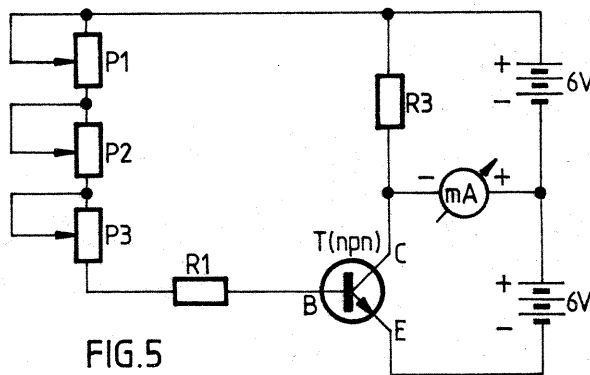 P1
+
6V
-
R3
P2
- mA +
P3
T(npn)
C
R1
+
B
6V
E
-
FIG.5